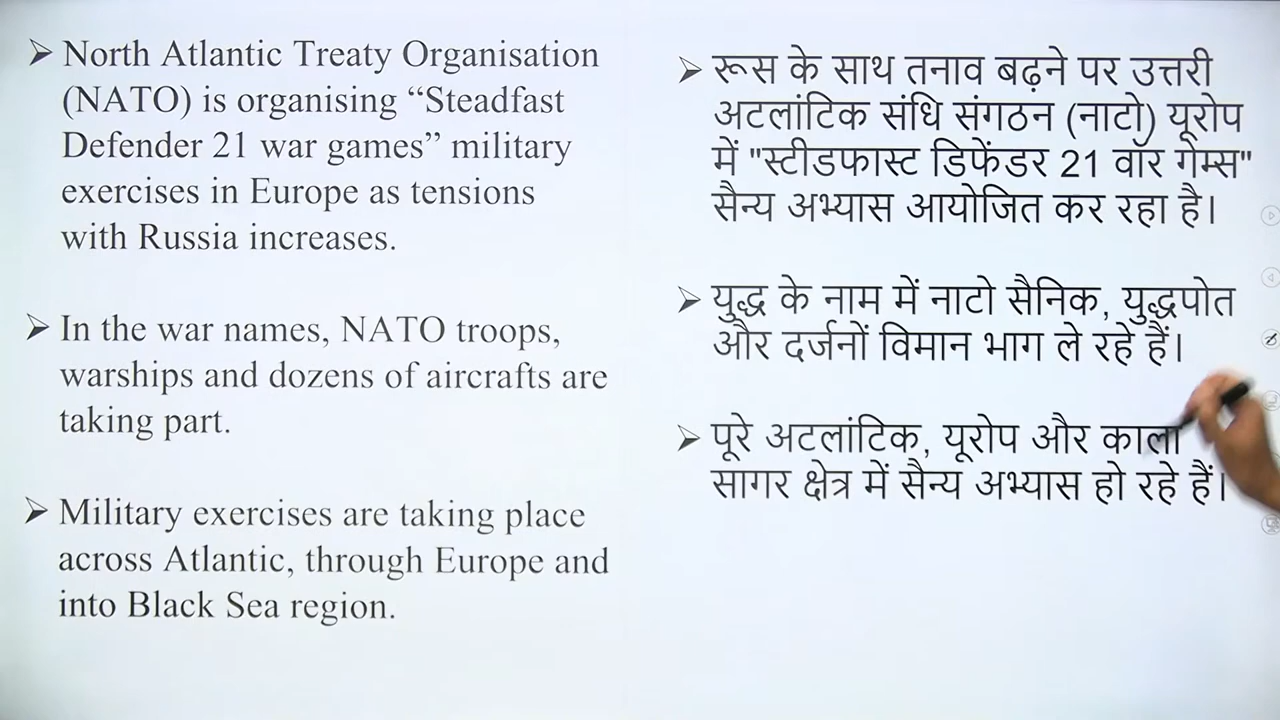 ➢ North Atlantic Treaty Organisation
(NATO) is organising “Steadfast
Defender 21 war games” military
exercises in Europe as tensions
with Russia increases.
➢ In the war names, NATO troops,
warships and dozens of aircrafts are
taking part.
➢ Military exercises are taking place
across Atlantic, through Europe and
into Black Sea region.
➢ रूस के साथ तनाव बढ़ने पर उत्तरी
अटलांटिक संधि संगठन (नाटो) यूरोप
में "स्टीडफास्ट डिफेंडर 21 वॉर गेम्स"
सैन्य अभ्यास आयोजित कर रहा है।
➢ युद्ध के नाम में नाटो सैनिक, युद्धपोत
और दर्जनों विमान भाग ले रहे हैं।
➢ पूरे अटलांटिक, यूरोप और काला
सागर क्षेत्र में सैन्य अभ्यास हो रहे हैं।